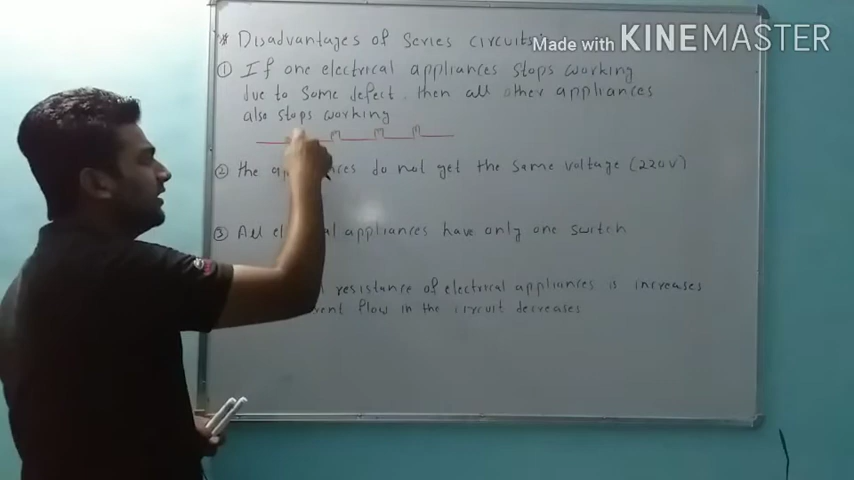 * Disadvantages of Series circuits:
Made with KINEMASTER
① If one electrical appliances stops working
due to some defect. then all other appliances
also stops working
② the appliances do not get the same voltage (220V)
③ All appliances have only one switch
resistance of electrical appliances is increases
flow in the circuit decreases